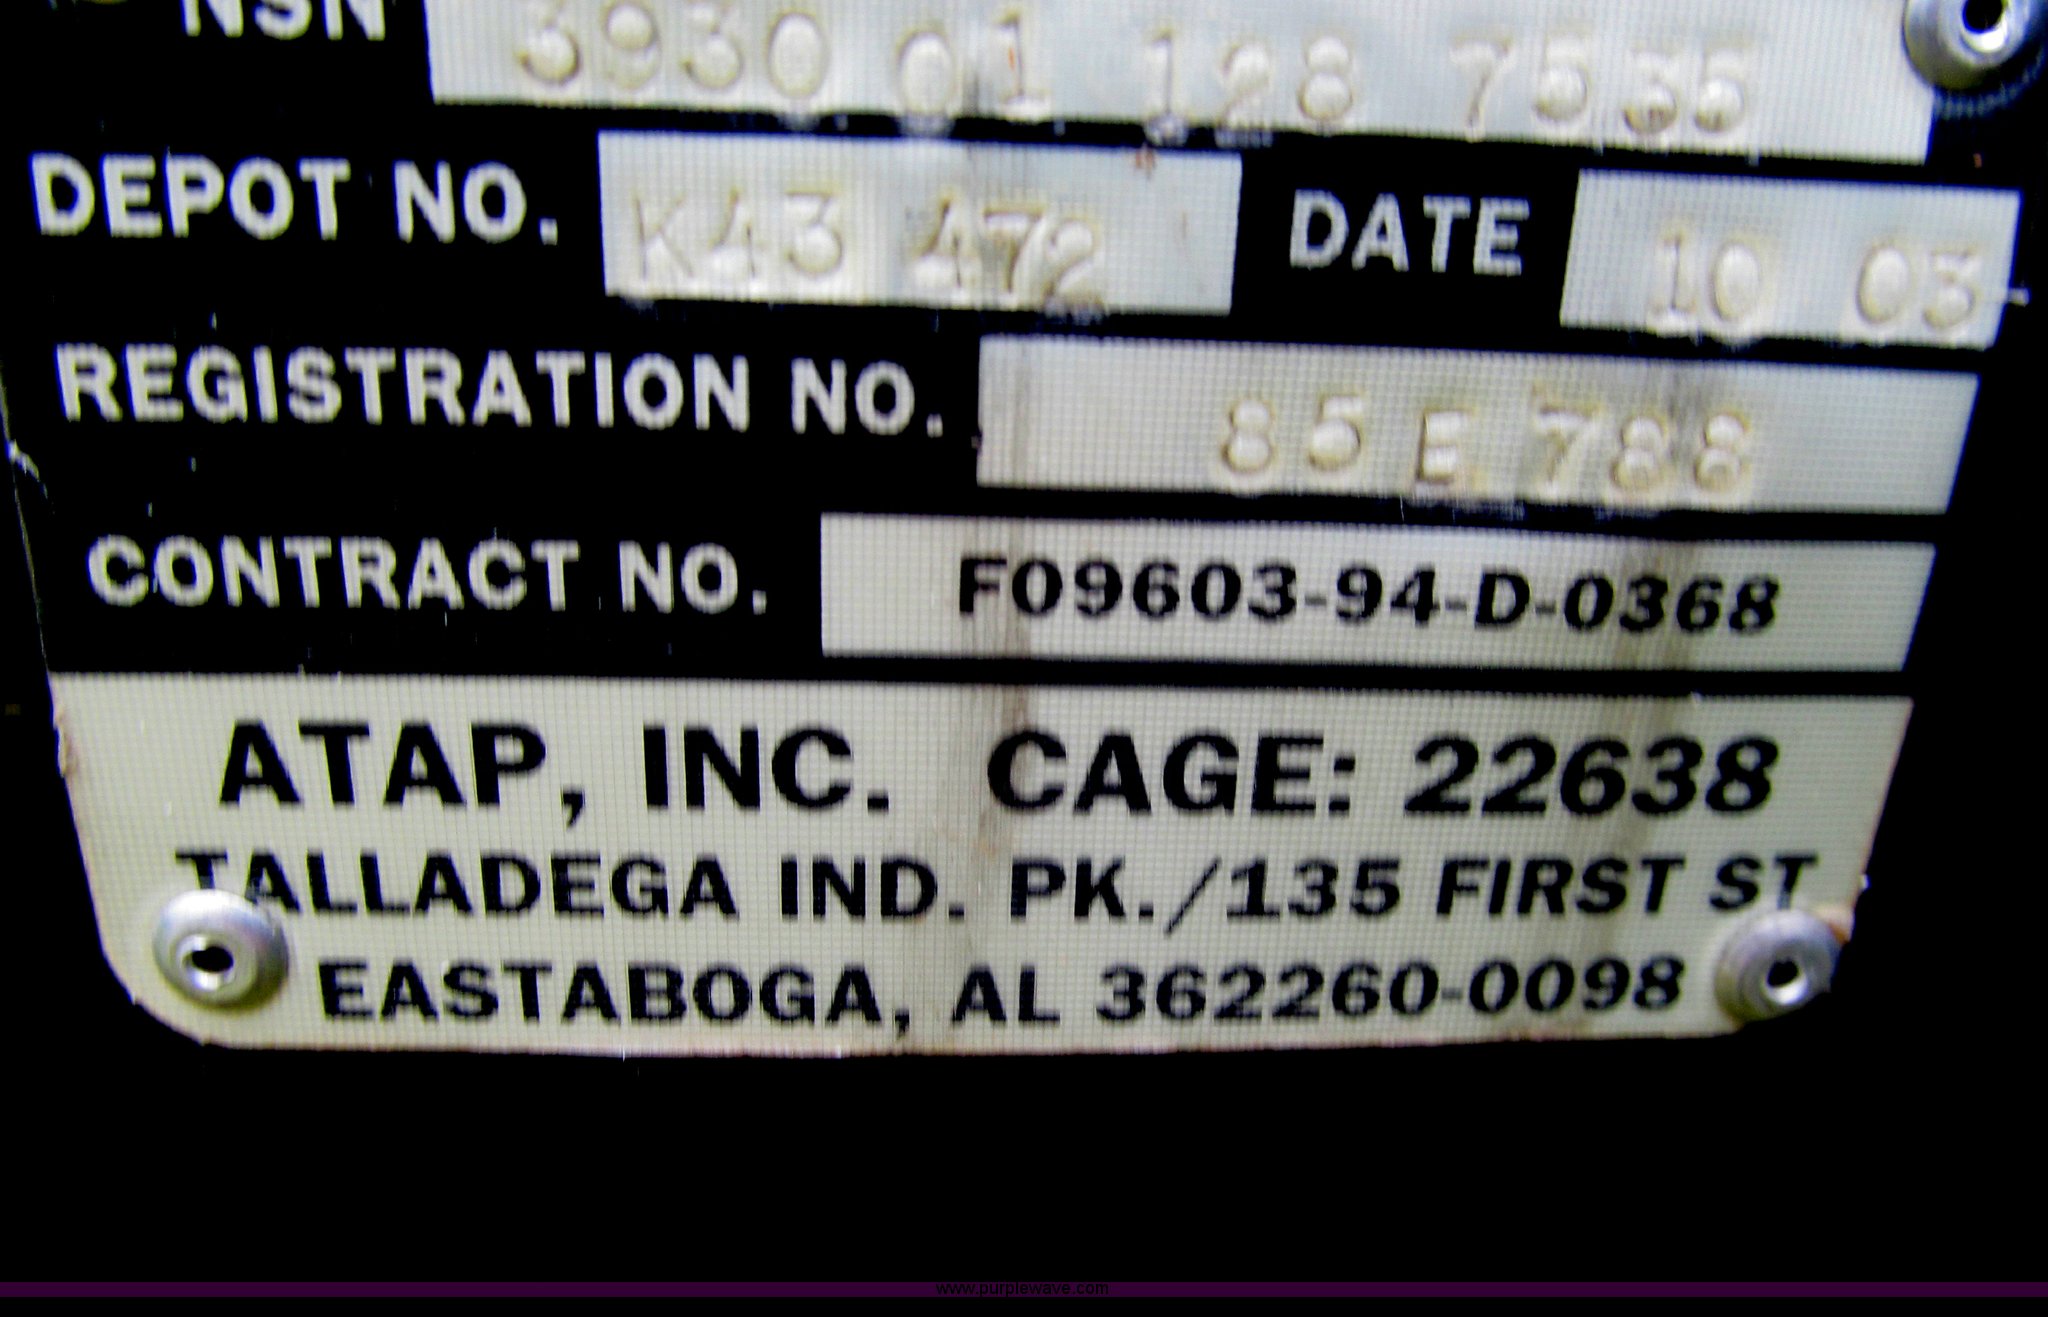 NSN 3930 01 128 7535
DEPOT NO. K43 472 DATE 10 03
REGISTRATION NO. 85 E 788
CONTRACT NO. F09603-94-D-0368
ATAP, INC. CAGE: 22638
TALLADEGA IND. PK./135 FIRST ST
EASTABOGA, AL 362260-0098
www.purplewave.com